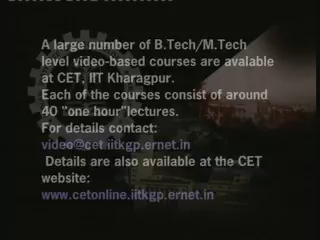 A large number of B.Tech/M.Tech
level video-based courses are avalable
at CET, IIT Kharagpur.
Each of the courses consist of around
40 "one hour"lectures.
For details contact:
video@cet.iitkgp.ernet.in
Details are also available at the CET
website:
www.cetonline.iitkgp.ernet.in